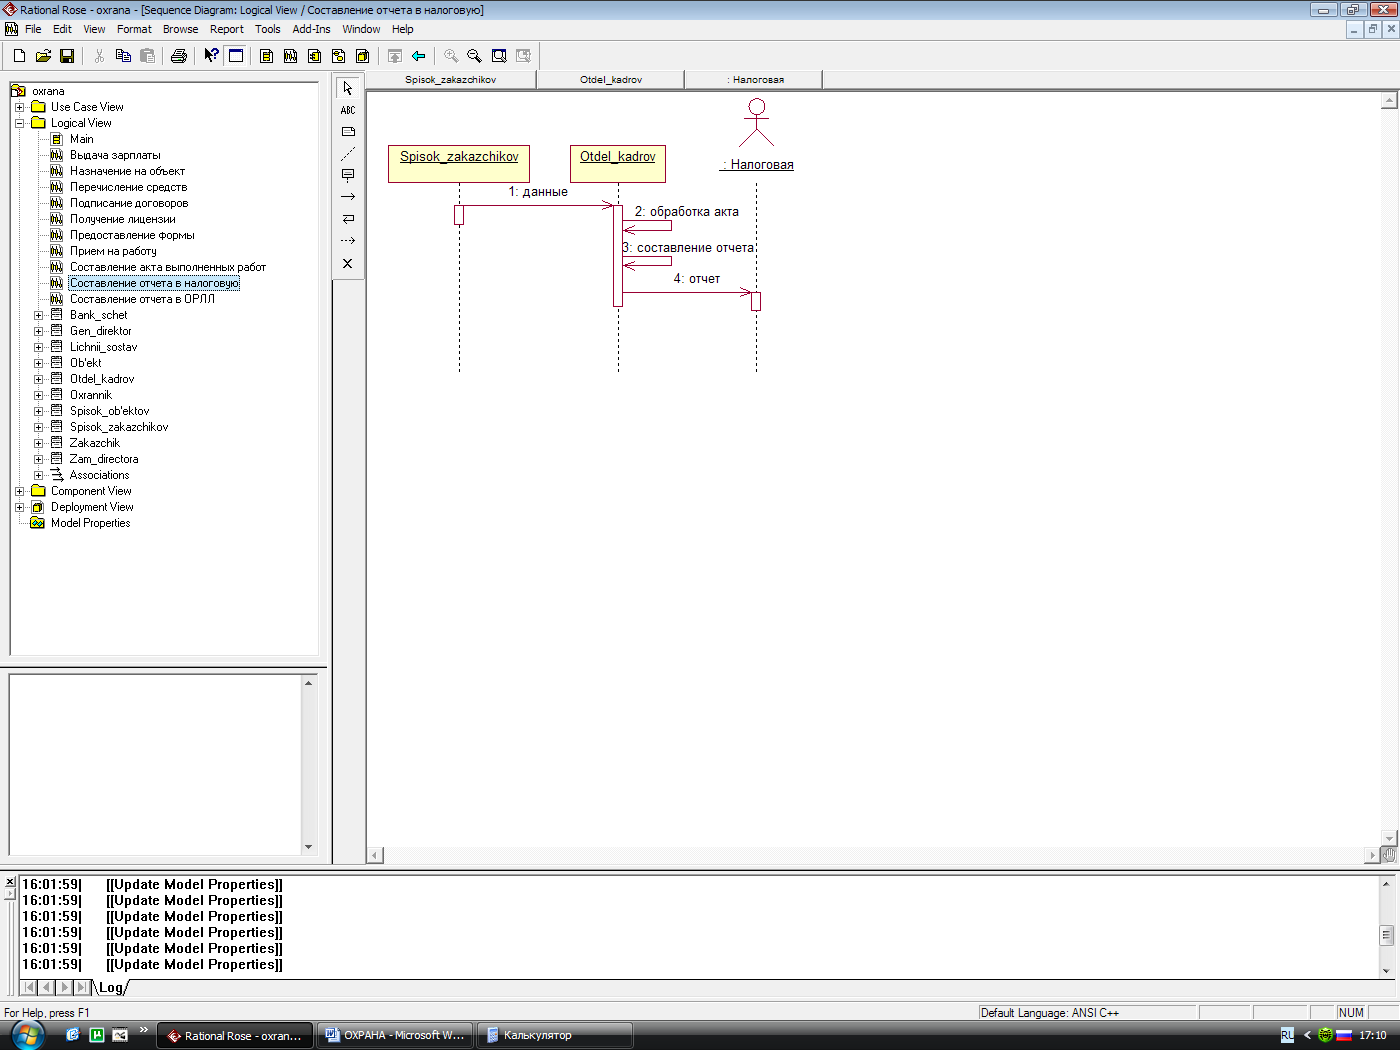 Rational Rose - oxrana - [Sequence Diagram: Logical View / Составление отчета в налоговую]
File Edit View Format Browse Report Tools Add-Ins Window Help
Spisok_zakazchikov Otdel_kadrov : Налоговая
oxrana
Use Case View
Logical View
Main
Выдача зарплаты
Назначение на объект
Перечисление средств
Подписание договоров
Получение лицензии
Предоставление формы
Прием на работу
Составление акта выполненных работ
Составление отчета в налоговую
Составление отчета в ОРЛЛ
Bank_schet
Gen_direktor
Lichnii_sostav
Ob'ekt
Otdel_kadrov
Oxrannik
Spisok_ob'ektov
Spisok_zakazchikov
Zakazchik
Zam_directora
Associations
Component View
Deployment View
Model Properties
ABC
Spisok_zakazchikov Otdel_kadrov : Налоговая
1: данные
2: обработка акта
3: составление отчета
4: отчет
16:01:59| [[Update Model Properties]]
16:01:59| [[Update Model Properties]]
16:01:59| [[Update Model Properties]]
16:01:59| [[Update Model Properties]]
16:01:59| [[Update Model Properties]]
16:01:59| [[Update Model Properties]]
Log
For Help, press F1 Default Language: ANSI C++ NUM
Rational Rose - oxran... ОХРАНА - Microsoft W... Калькулятор RU 17:10